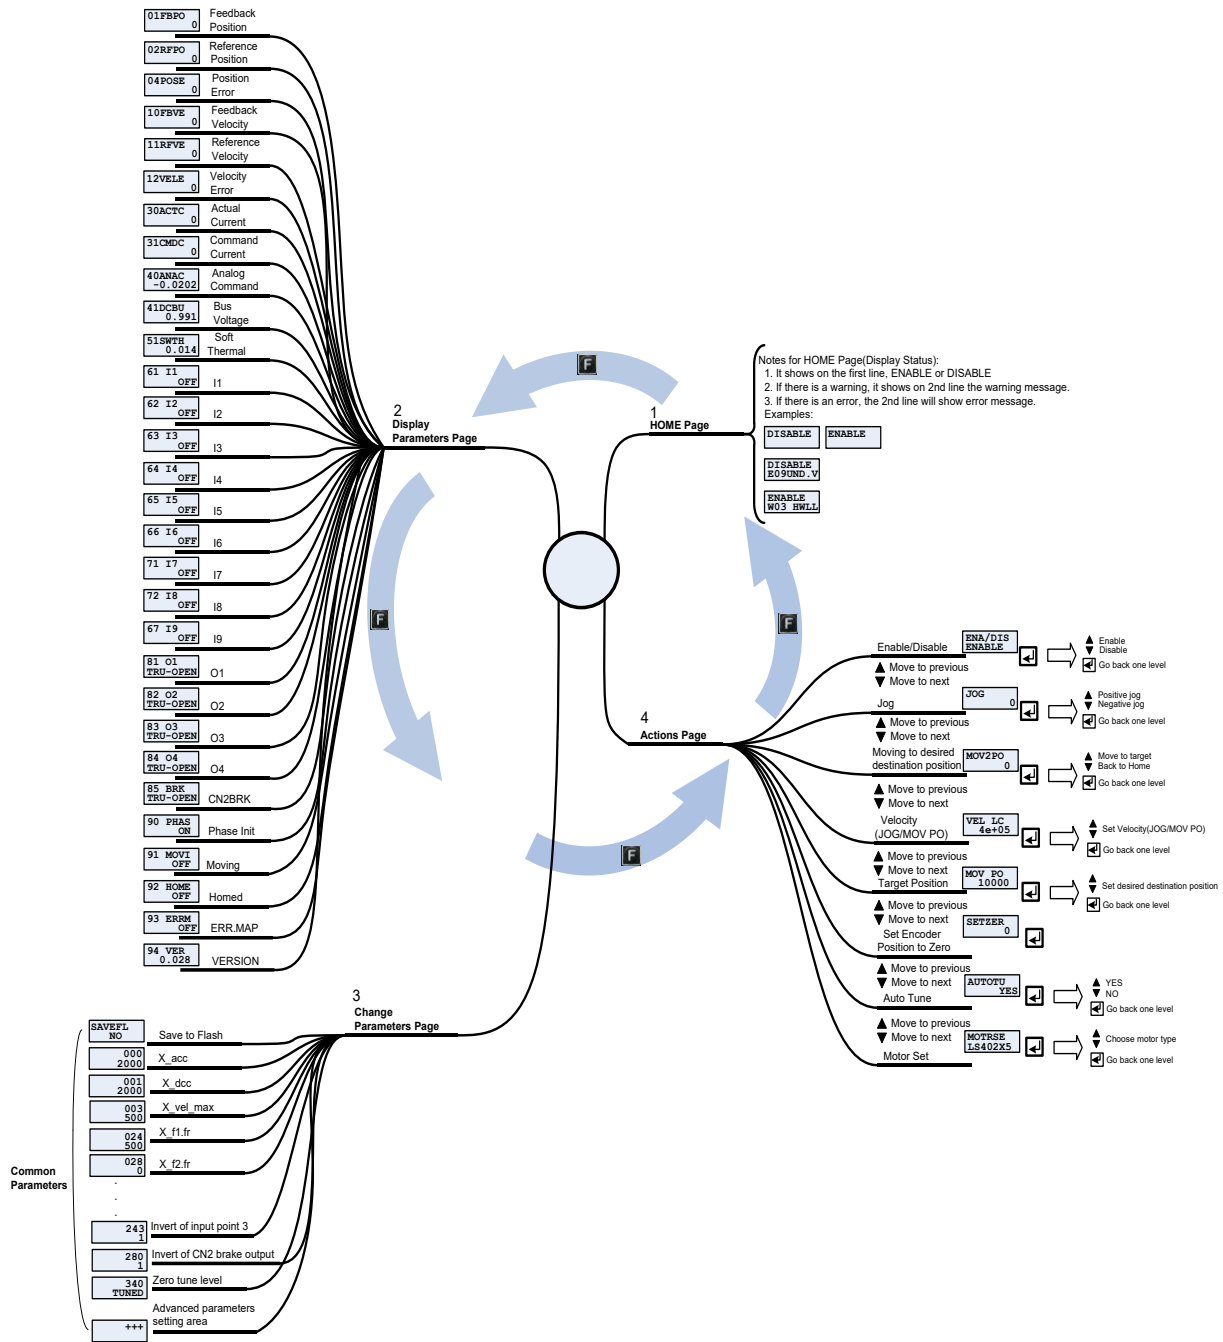 01FBPO
0
Feedback
Position
02RFPO
0
Reference
Position
04POSE
0
Position
Error
10FBVE
0
Feedback
Velocity
11RFVE
0
Reference
Velocity
12VELE
0
Velocity
Error
30ACTC
0
Actual
Current
31CMDC
0
Command
Current
40ANAC
-0.0202
Analog
Command
41DCBU
0.991
Bus
Voltage
51SWTH
0.014
Soft
Thermal
61 I1
OFF
I1
62 I2
OFF
I2
63 I3
OFF
I3
64 I4
OFF
I4
65 I5
OFF
I5
66 I6
OFF
I6
71 I7
OFF
I7
72 I8
OFF
I8
67 I9
OFF
I9
81 O1
TRU-OPEN
O1
82 O2
TRU-OPEN
O2
83 O3
TRU-OPEN
O3
84 O4
TRU-OPEN
O4
85 BRK
TRU-OPEN
CN2BRK
90 PHAS
ON
Phase Init
91 MOVI
OFF
Moving
92 HOME
OFF
Homed
93 ERRM
OFF
ERR.MAP
94 VER
0.028
VERSION
2
Display
Parameters Page
F
F
F
F
1
HOME Page
Notes for HOME Page(Display Status):
1. It shows on the first line, ENABLE or DISABLE
2. If there is a warning, it shows on 2nd line the warning message.
3. If there is an error, the 2nd line will show error message.
Examples:
DISABLE
ENABLE
DISABLE
E09UND.V
ENABLE
W03 HWLL
4
Actions Page
Enable/Disable
ENA/DIS
ENABLE
▲ Enable
▼ Disable
Go back one level
▲ Move to previous
▼ Move to next
Jog
JOG
0
▲ Positive jog
▼ Negative jog
Go back one level
▲ Move to previous
▼ Move to next
Moving to desired
destination position
MOV2PO
0
▲ Move to target
▼ Back to Home
Go back one level
▲ Move to previous
▼ Move to next
Velocity
(JOG/MOV PO)
VEL LC
4e+05
▲
▼ Set Velocity(JOG/MOV PO)
Go back one level
▲ Move to previous
▼ Move to next
Target Position
MOV PO
10000
▲
▼ Set desired destination position
Go back one level
▲ Move to previous
▼ Move to next
Set Encoder
Position to Zero
SETZER
0
▲ Move to previous
▼ Move to next
Auto Tune
AUTOTU
YES
▲ YES
▼ NO
Go back one level
▲ Move to previous
▼ Move to next
Motor Set
MOTRSE
LS402X5
▲
▼ Choose motor type
Go back one level
3
Change
Parameters Page
Common
Parameters
SAVEFL
NO
Save to Flash
000
2000
X_acc
001
2000
X_dcc
003
500
X_vel_max
024
500
X_f1.fr
028
0
X_f2.fr
.
.
.
243
1
Invert of input point 3
280
1
Invert of CN2 brake output
340
TUNED
Zero tune level
+++
Advanced parameters
setting area